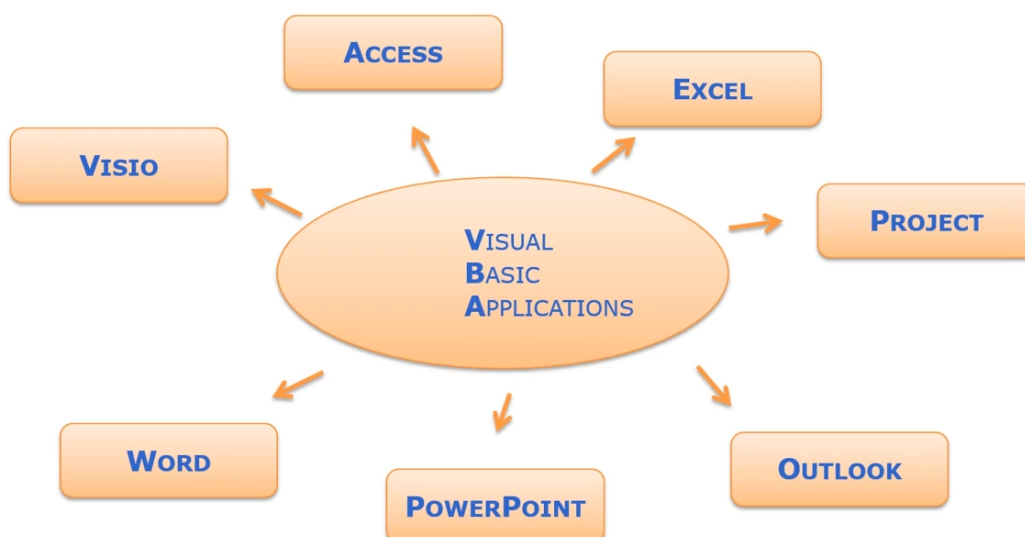 Access
Excel
Visio
Project
Visual
Basic
Applications
Word
PowerPoint
Outlook